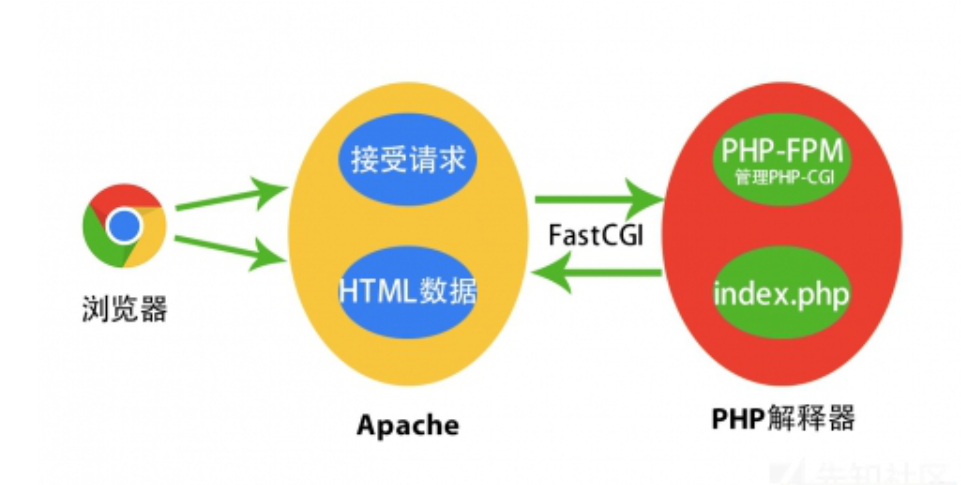 接受请求
PHP-FPM
管理PHP-CGI
FastCGI
HTML数据
index.php
浏览器
Apache
PHP解释器
先知社区